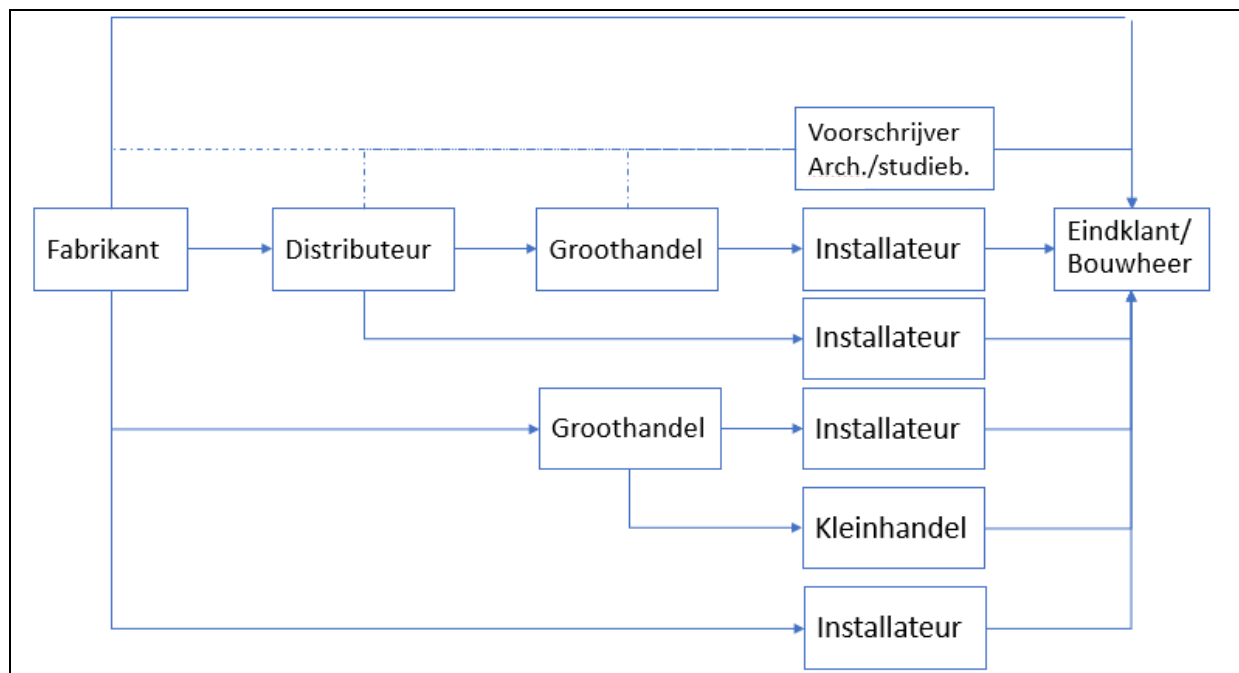 Voorschrijver
Arch./studieb.
Fabrikant
Distributeur
Groothandel
Installateur
Eindklant/
Bouwheer
Installateur
Groothandel
Installateur
Kleinhandel
Installateur